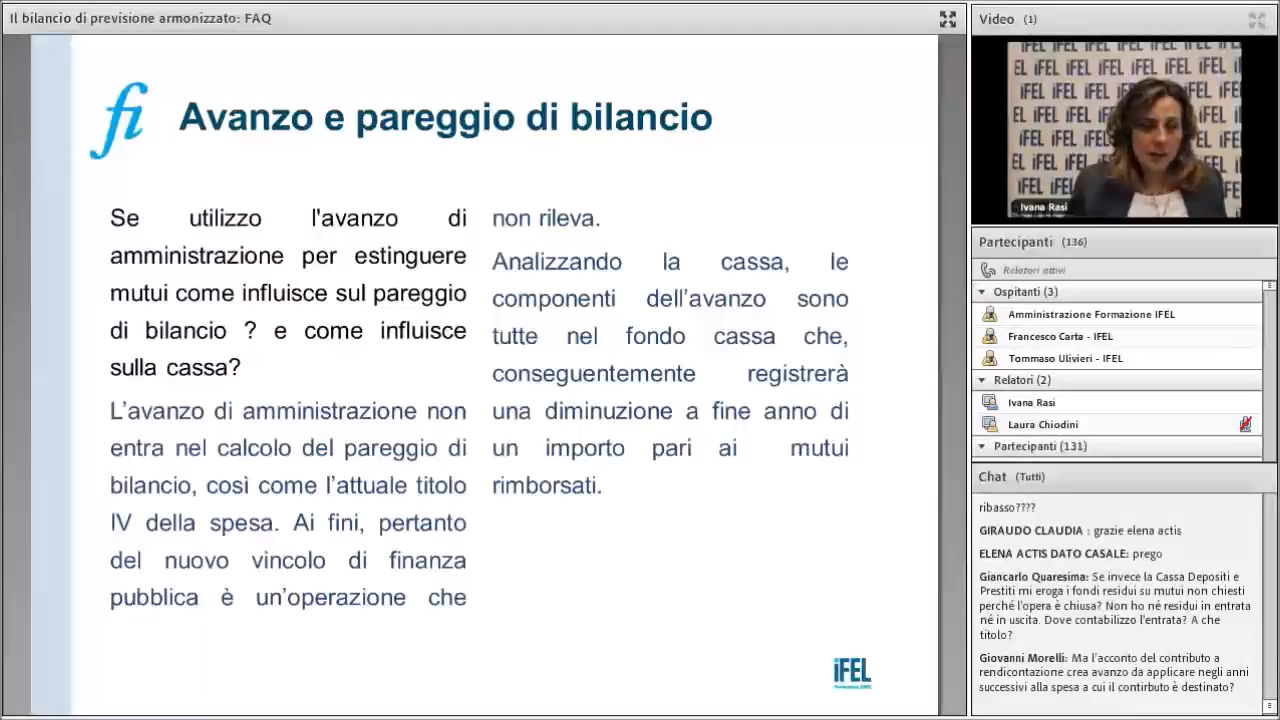 Il bilancio di previsione armonizzato: FAQ
fi
Avanzo e pareggio di bilancio
Se utilizzo l'avanzo di
amministrazione per estinguere
mutui come influisce sul pareggio
di bilancio ? e come influisce
sulla cassa?
L’avanzo di amministrazione non
entra nel calcolo del pareggio di
bilancio, così come l’attuale titolo
IV della spesa. Ai fini, pertanto
del nuovo vincolo di finanza
pubblica è un’operazione che
non rileva.
Analizzando la cassa, le
componenti dell’avanzo sono
tutte nel fondo cassa che,
conseguentemente registrerà
una diminuzione a fine anno di
un importo pari ai mutui
rimborsati.
iFEL
Video (1)
EL iFEL iFEL iFEL iFEL
Ivana Rasi
Partecipanti (136)
Relatori attivi
Ospitanti (3)
Amministrazione Formazione IFEL
Francesco Carta - IFEL
Tommaso Ulivieri - IFEL
Relatori (2)
Ivana Rasi
Laura Chiodini
Partecipanti (131)
Chat (Tutti)
ribasso????
GIRAUDO CLAUDIA : grazie elena actis
ELENA ACTIS DATO CASALE: prego
Giancarlo Quaresima: Se invece la Cassa Depositi e
Prestiti mi eroga i fondi residui su mutui non chiesti
perché l'opera è chiusa? Non ho né residui in entrata
né in uscita. Dove contabilizzo l'entrata? A che
titolo?
Giovanni Morelli: Ma l'acconto del contributo a
rendicontazione crea avanzo da applicare negli anni
successivi alla spesa a cui il contirbuto è destinato?